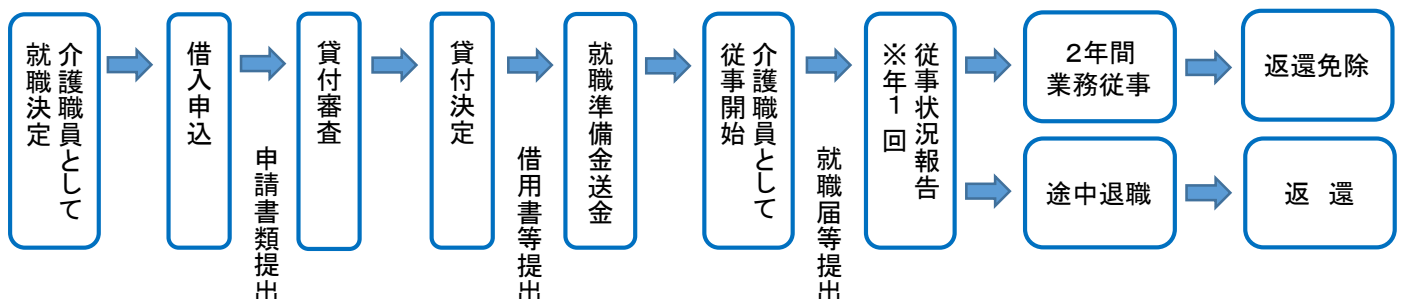 介護職員として
就職決定
借入申込
申請書類提出
貸付審査
貸付決定
借用書等提出
就職準備金送金
介護職員として
従事開始
就職届等提出
従事状況報告
※年1回
2年間
業務従事
返還免除
途中退職
返 還